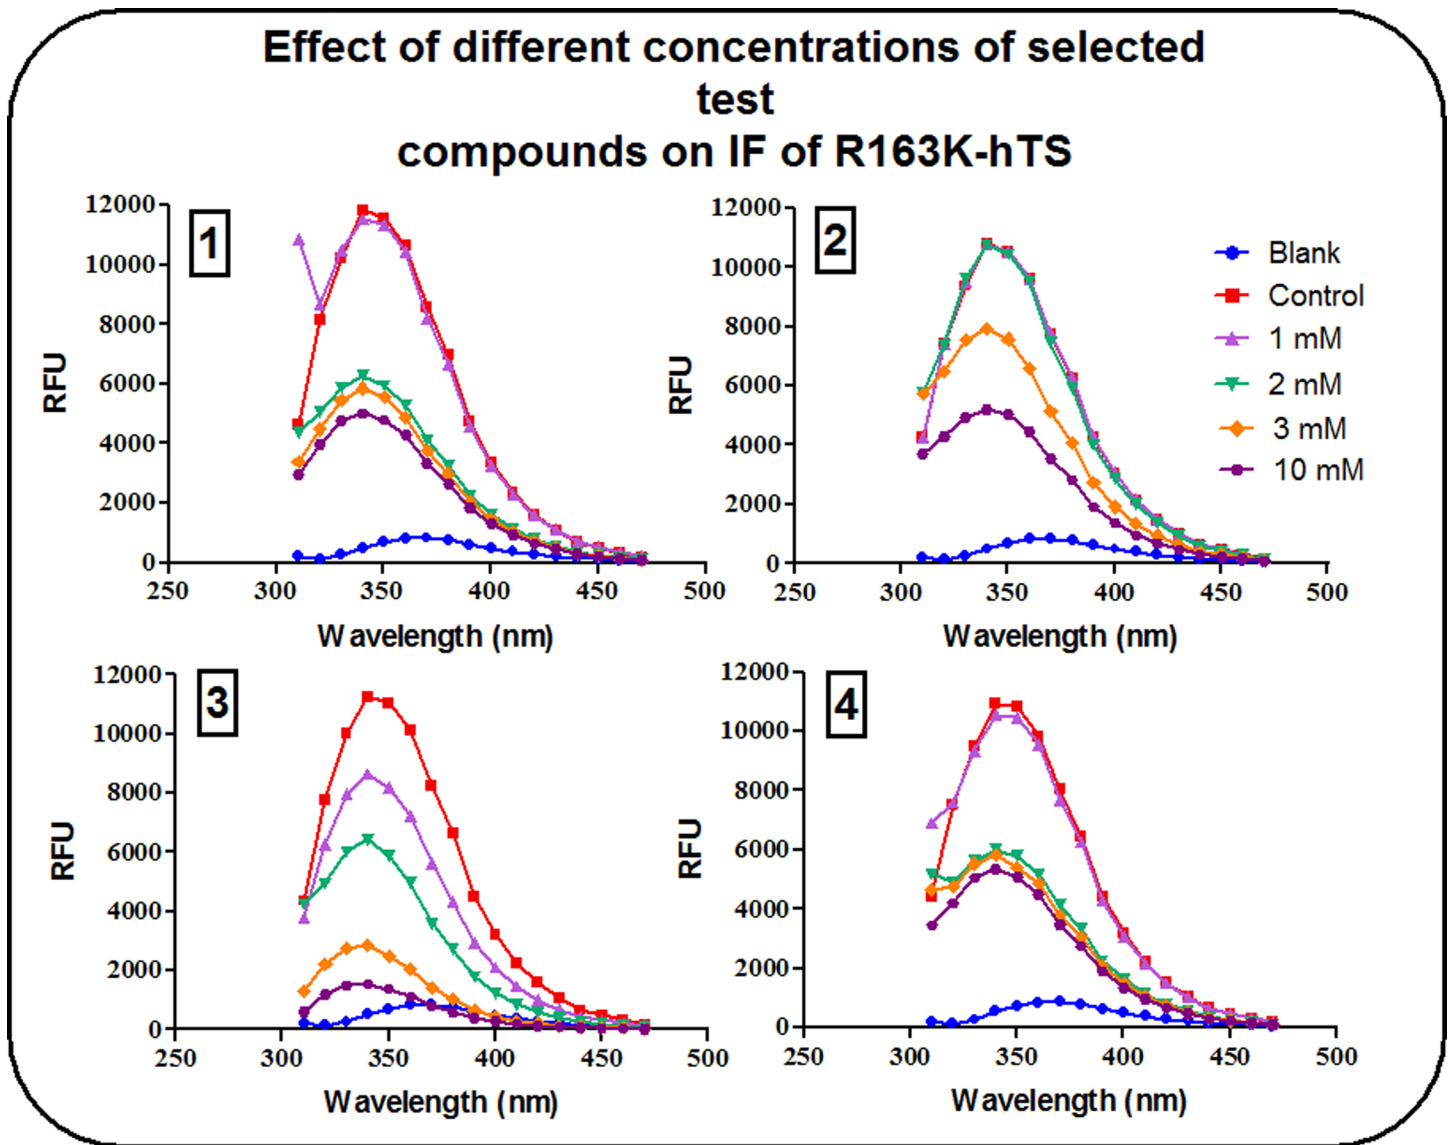 Effect of different concentrations of selected
test
compounds on IF of R163K-hTS
1
12000
10000
8000
6000
4000
2000
0
RFU
250 300 350 400 450 500
Wavelength (nm)
2
12000
10000
8000
6000
4000
2000
0
RFU
250 300 350 400 450 500
Wavelength (nm)
Blank
Control
1 mM
2 mM
3 mM
10 mM
3
12000
10000
8000
6000
4000
2000
0
RFU
250 300 350 400 450 500
Wavelength (nm)
4
12000
10000
8000
6000
4000
2000
0
RFU
250 300 350 400 450 500
Wavelength (nm)